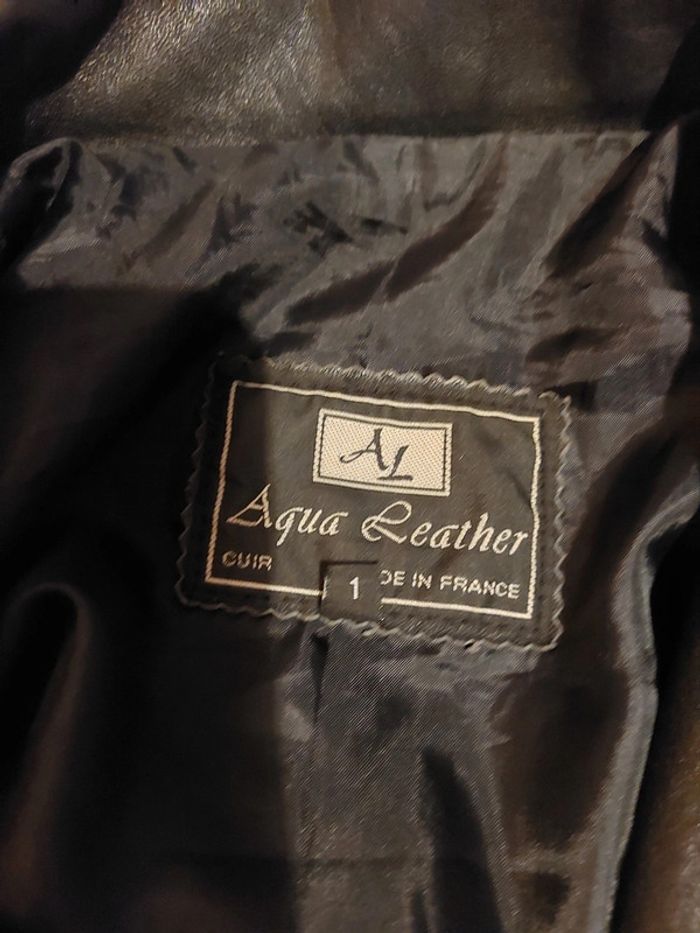 AL
Aqua Leather
CUIR
1
DE IN FRANCE